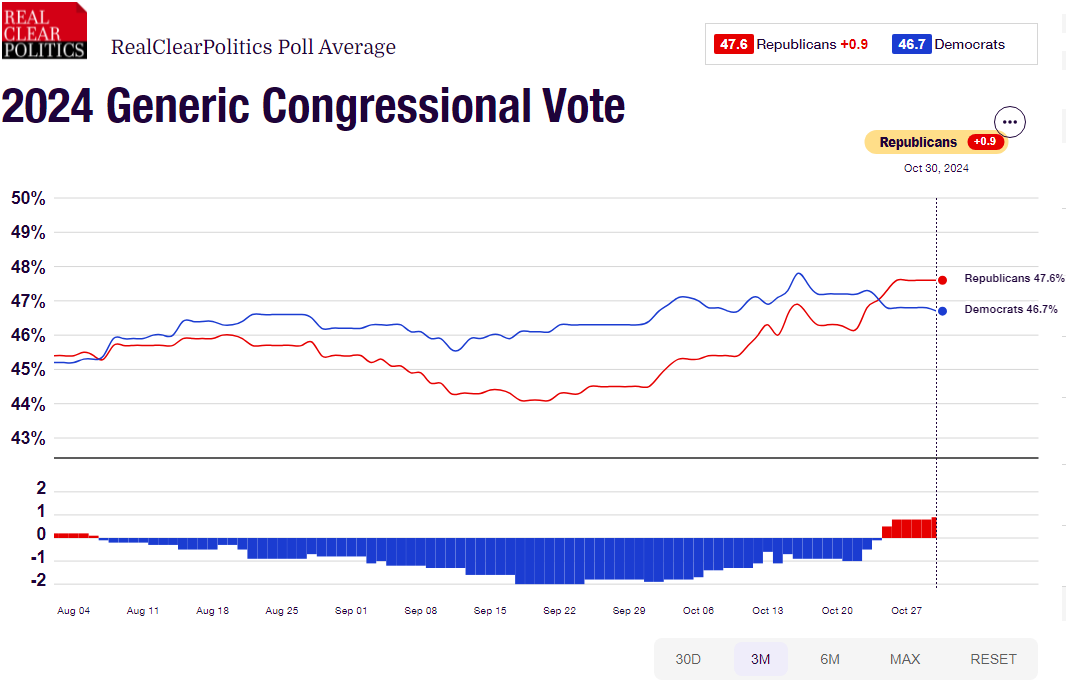 REAL
CLEAR
POLITICS
RealClearPolitics Poll Average
47.6 Republicans +0.9 46.7 Democrats
2024 Generic Congressional Vote
Republicans +0.9
Oct 30, 2024
50%
49%
48%
47%
46%
45%
44%
43%
Republicans 47.6%
Democrats 46.7%
2
1
0
-1
-2
Aug 04 Aug 11 Aug 18 Aug 25 Sep 01 Sep 08 Sep 15 Sep 22 Sep 29 Oct 06 Oct 13 Oct 20 Oct 27
30D 3M 6M MAX RESET